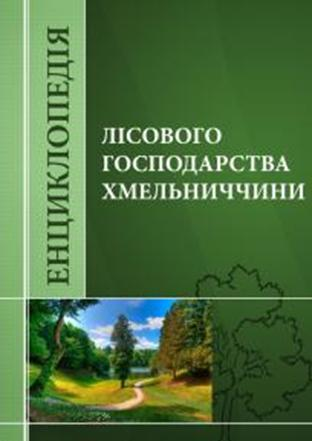 ЕНЦИКЛОПЕДІЯ
ЛІСОВОГО
ГОСПОДАРСТВА
ХМЕЛЬНИЧЧИНИ